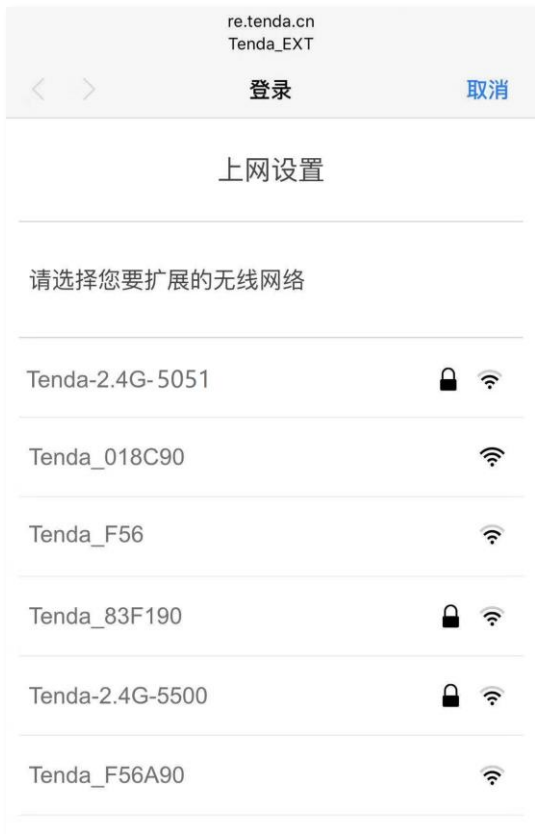 re.tenda.cn
Tenda_EXT
登录
取消
上网设置
请选择您要扩展的无线网络
Tenda-2.4G-5051
Tenda_018C90
Tenda_F56
Tenda_83F190
Tenda-2.4G-5500
Tenda_F56A90